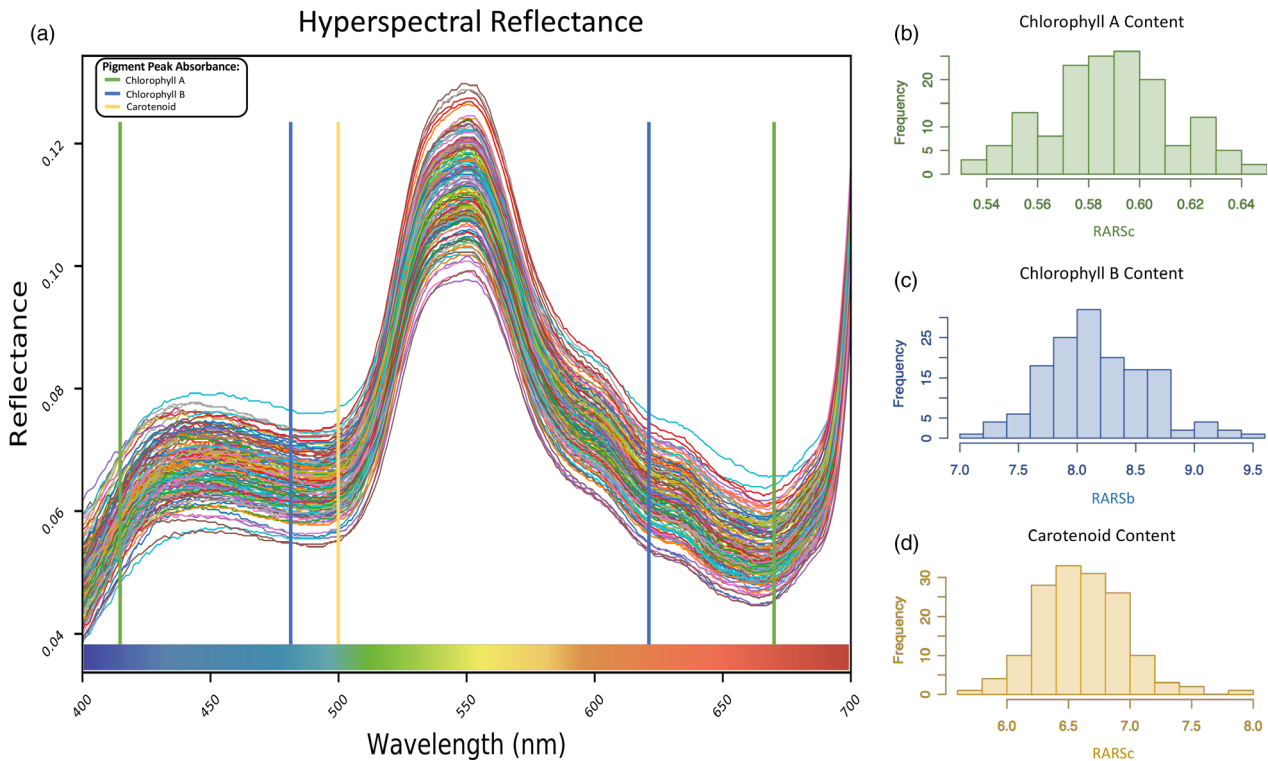 (a)
Hyperspectral Reflectance
Pigment Peak Absorbance:
Chlorophyll A
Chlorophyll B
Carotenoid
Reflectance
0.12
0.10
0.08
0.06
0.04
400 450 500 550 600 650 700
Wavelength (nm)
(b)
Chlorophyll A Content
Frequency
20
10
5
0
0.54 0.56 0.58 0.60 0.62 0.64
RARSc
(c)
Chlorophyll B Content
Frequency
25
15
5
0
7.0 7.5 8.0 8.5 9.0 9.5
RARSb
(d)
Carotenoid Content
Frequency
30
20
10
0
6.0 6.5 7.0 7.5 8.0
RARSc